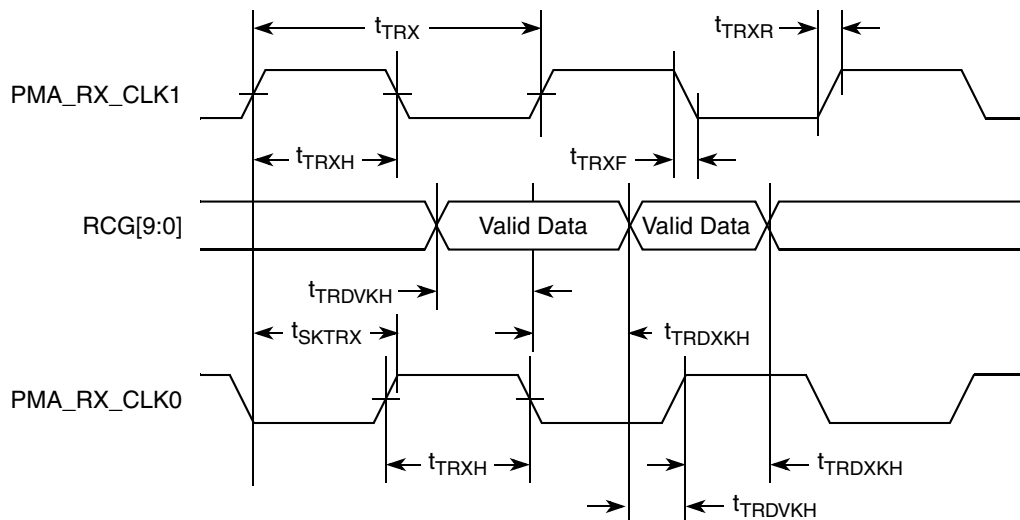 tTRX
tTRXR
PMA_RX_CLK1
tTRXH
tTRXF
RCG[9:0]
Valid Data
Valid Data
tTRDVKH
tSKTRX
tTRDXKH
PMA_RX_CLK0
tTRXH
tTRDXKH
tTRDVKH